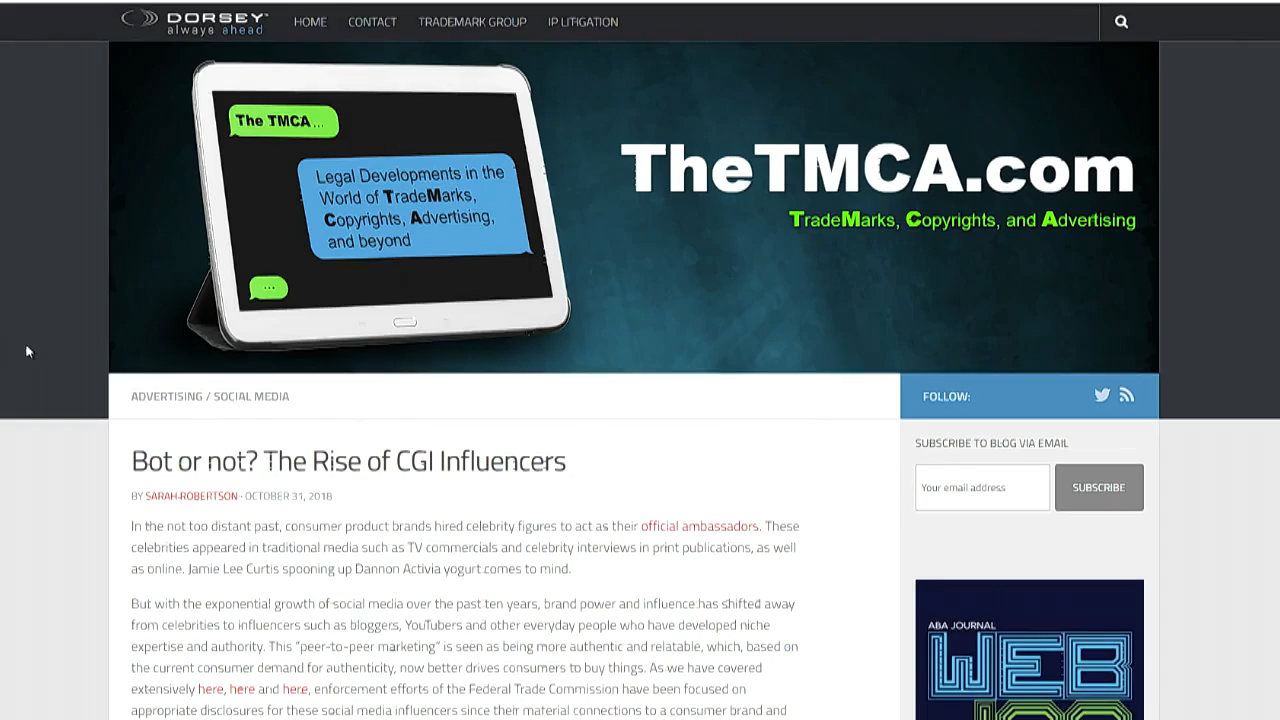 DORSEY™
always ahead
HOME CONTACT TRADEMARK GROUP IP LITIGATION
The TMCA...
Legal Developments in the
World of TradeMarks,
Copyrights, Advertising,
and beyond
...
TheTMCA.com
TradeMarks, Copyrights, and Advertising
ADVERTISING / SOCIAL MEDIA
Bot or not? The Rise of CGI Influencers
BY SARAH ROBERTSON · OCTOBER 31, 2018
In the not too distant past, consumer product brands hired celebrity figures to act as their official ambassadors. These
celebrities appeared in traditional media such as TV commercials and celebrity interviews in print publications, as well
as online. Jamie Lee Curtis spooning up Dannon Activia yogurt comes to mind.
But with the exponential growth of social media over the past ten years, brand power and influence has shifted away
from celebrities to influencers such as bloggers, YouTubers and other everyday people who have developed niche
expertise and authority. This "peer-to-peer marketing" is seen as being more authentic and relatable, which, based on
the current consumer demand for authenticity, now better drives consumers to buy things. As we have covered
extensively here, here and here, enforcement efforts of the Federal Trade Commission have been focused on
appropriate disclosures for these social media influencers since their material connections to a consumer brand and
FOLLOW:
SUBSCRIBE TO BLOG VIA EMAIL
Your email address
SUBSCRIBE
ABA JOURNAL
WEB